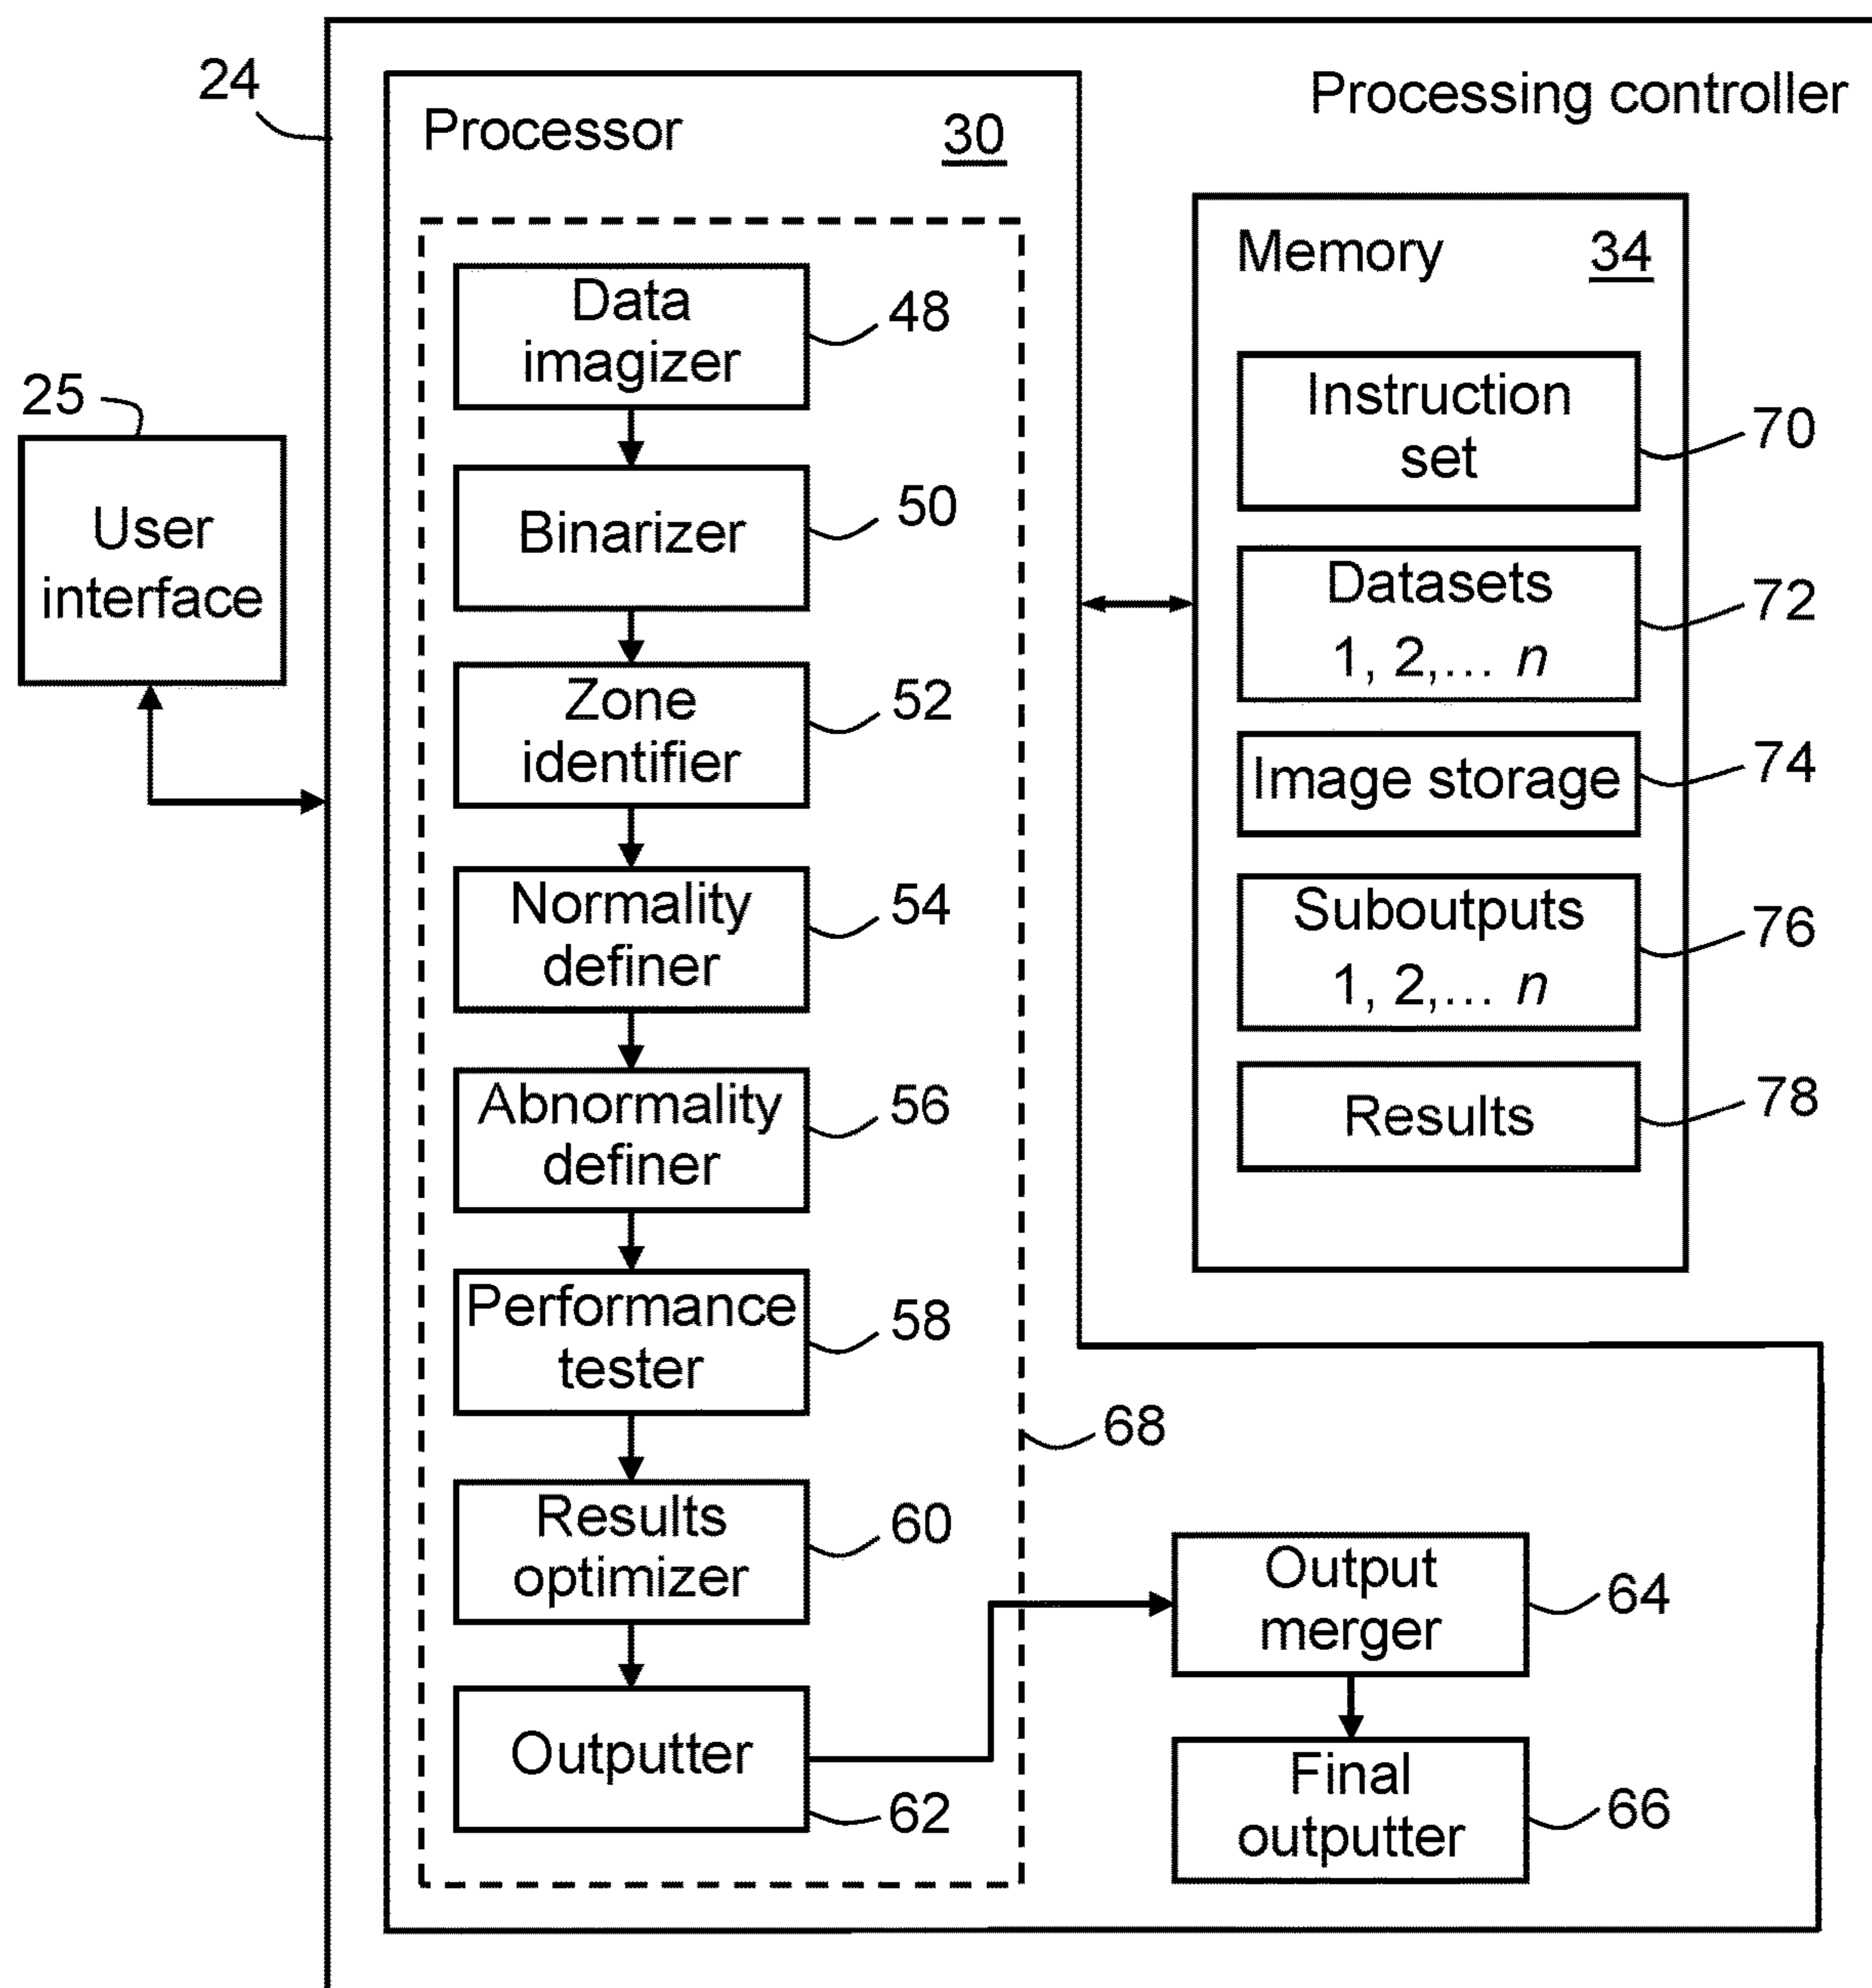 24
Processing controller
Processor
30
Data
imagizer
48
Binarizer
50
Zone
identifier
52
Normality
definer
54
Abnormality
definer
56
Performance
tester
58
Results
optimizer
60
Outputter
62
68
Output
merger
64
Final
outputter
66
Memory
34
Instruction
set
70
Datasets
1, 2,... n
72
Image storage
74
Suboutputs
1, 2,... n
76
Results
78
25
User
interface